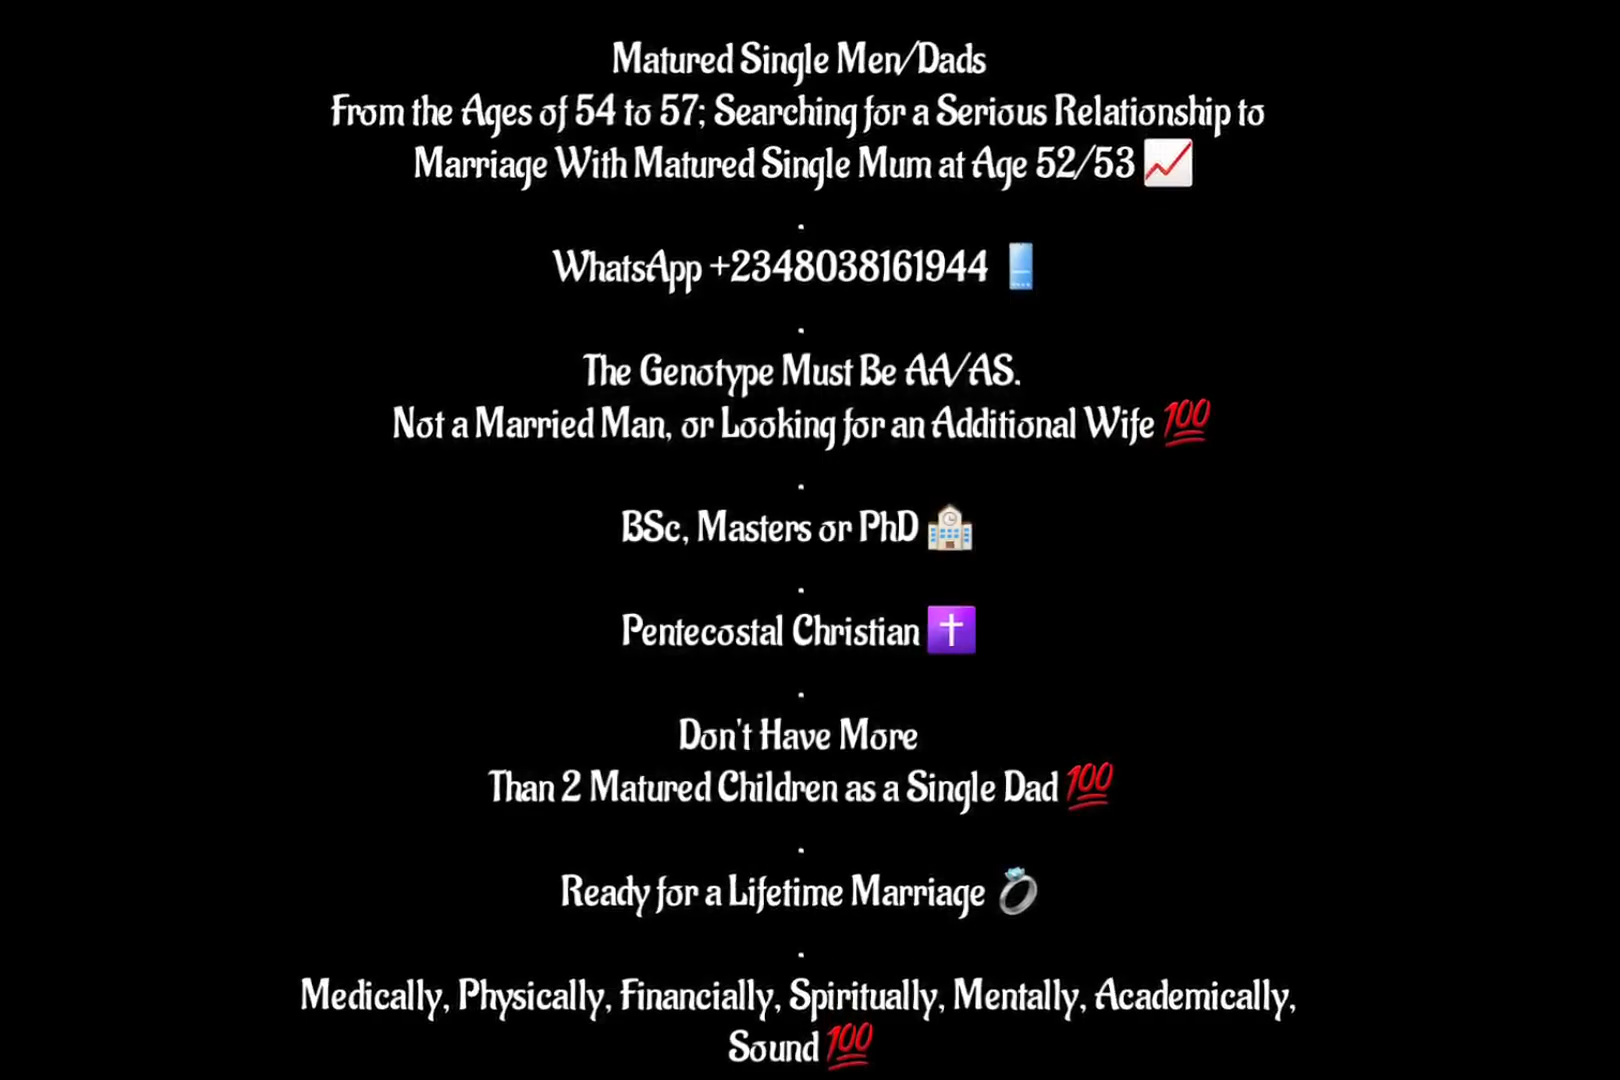 Matured Single Men/Dads
From the Ages of 54 to 57; Searching for a Serious Relationship to
Marriage With Matured Single Mum at Age 52/53 📈
.
WhatsApp +2348038161944 📱
.
The Genotype Must Be AA/AS.
Not a Married Man, or Looking for an Additional Wife 💯
.
BSc, Masters or PhD 🏫
.
Pentecostal Christian ✝️
.
Don't Have More
Than 2 Matured Children as a Single Dad 💯
.
Ready for a Lifetime Marriage 💍
.
Medically, Physically, Financially, Spiritually, Mentally, Academically,
Sound 💯